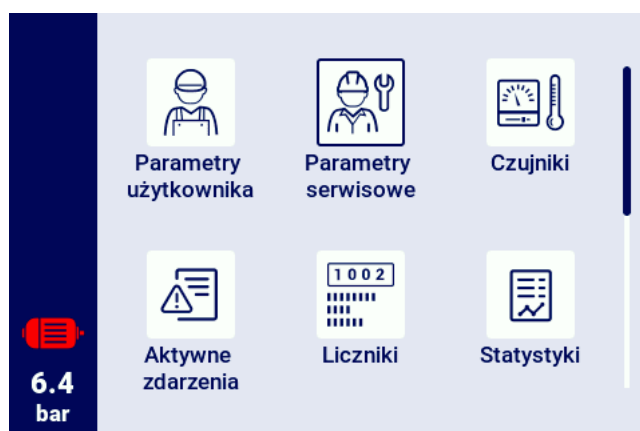 Parametry
użytkownika
Parametry
serwisowe
Czujniki
1002
Aktywne
zdarzenia
Liczniki
Statystyki
6.4
bar